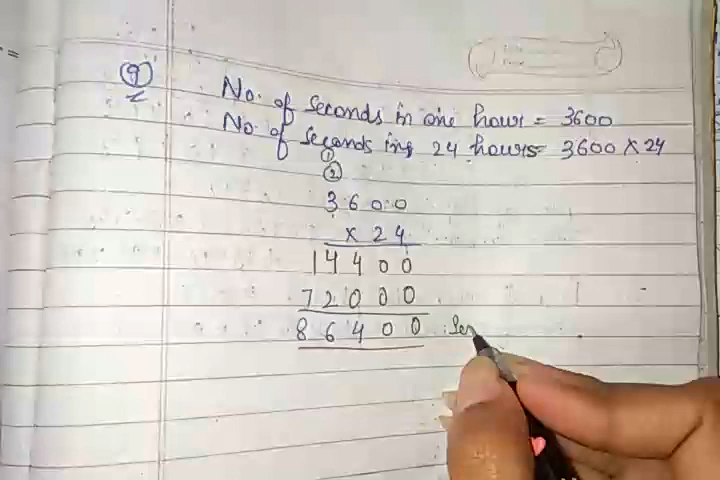 9
No. of seconds in one hour = 3600
No. of seconds in 24 hours = 3600 X 24
1
2
3600
X 24
14400
72000
86400 Se